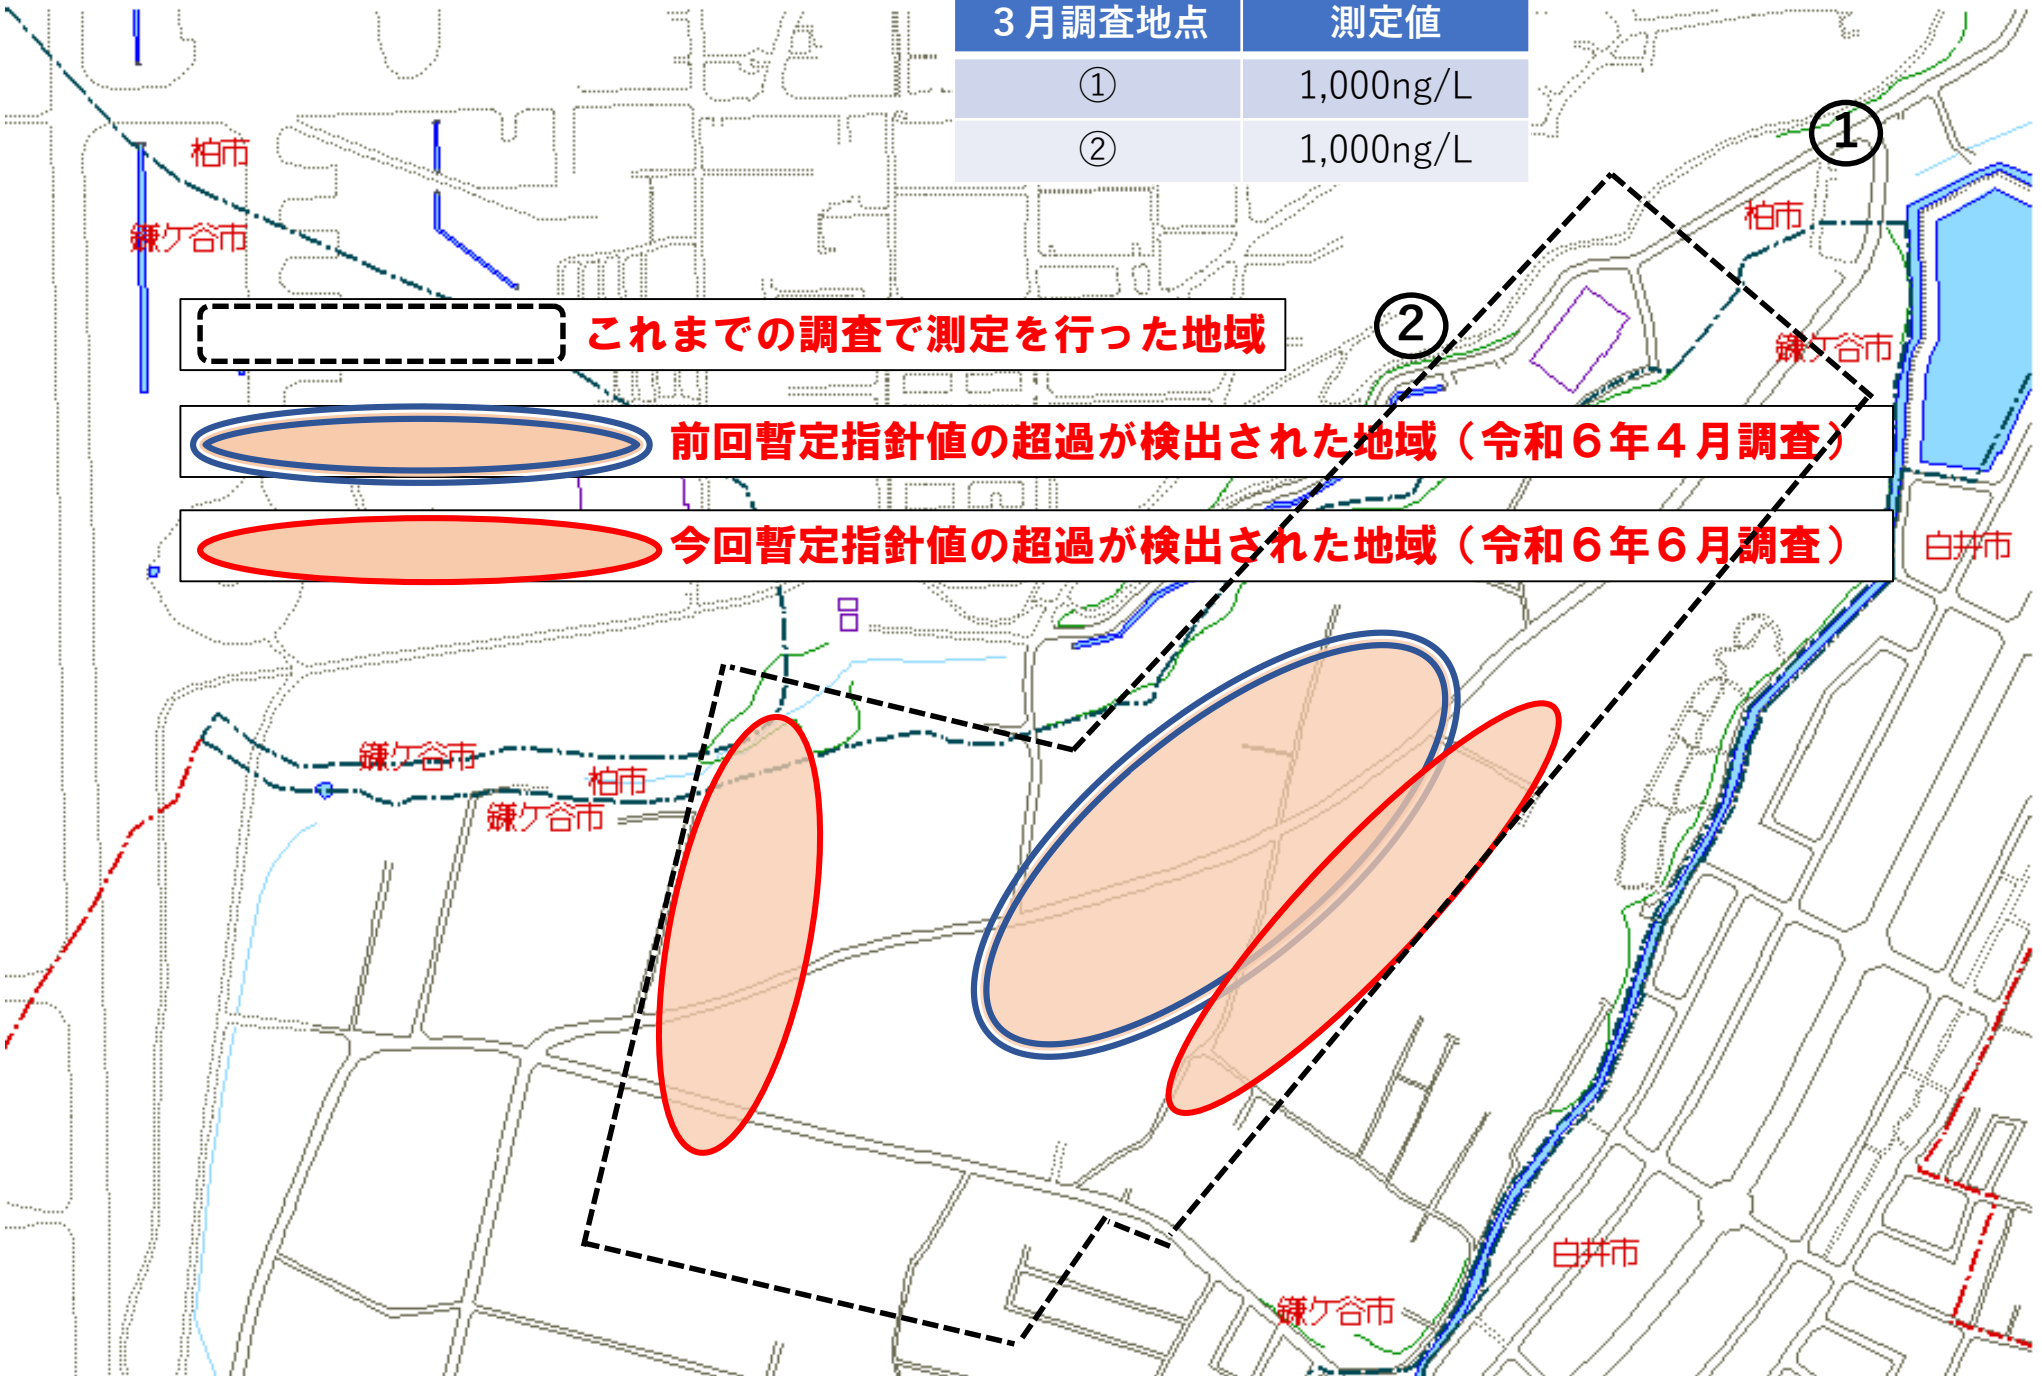 ３月調査地点 測定値
① 1,000ng/L
② 1,000ng/L
①
柏市
柏市
鎌ケ谷市
②
これまでの調査で測定を行った地域
鎌ケ谷市
前回暫定指針値の超過が検出された地域（令和６年４月調査）
今回暫定指針値の超過が検出された地域（令和６年６月調査）
白井市
鎌ケ谷市
柏市
鎌ケ谷市
白井市
鎌ケ谷市